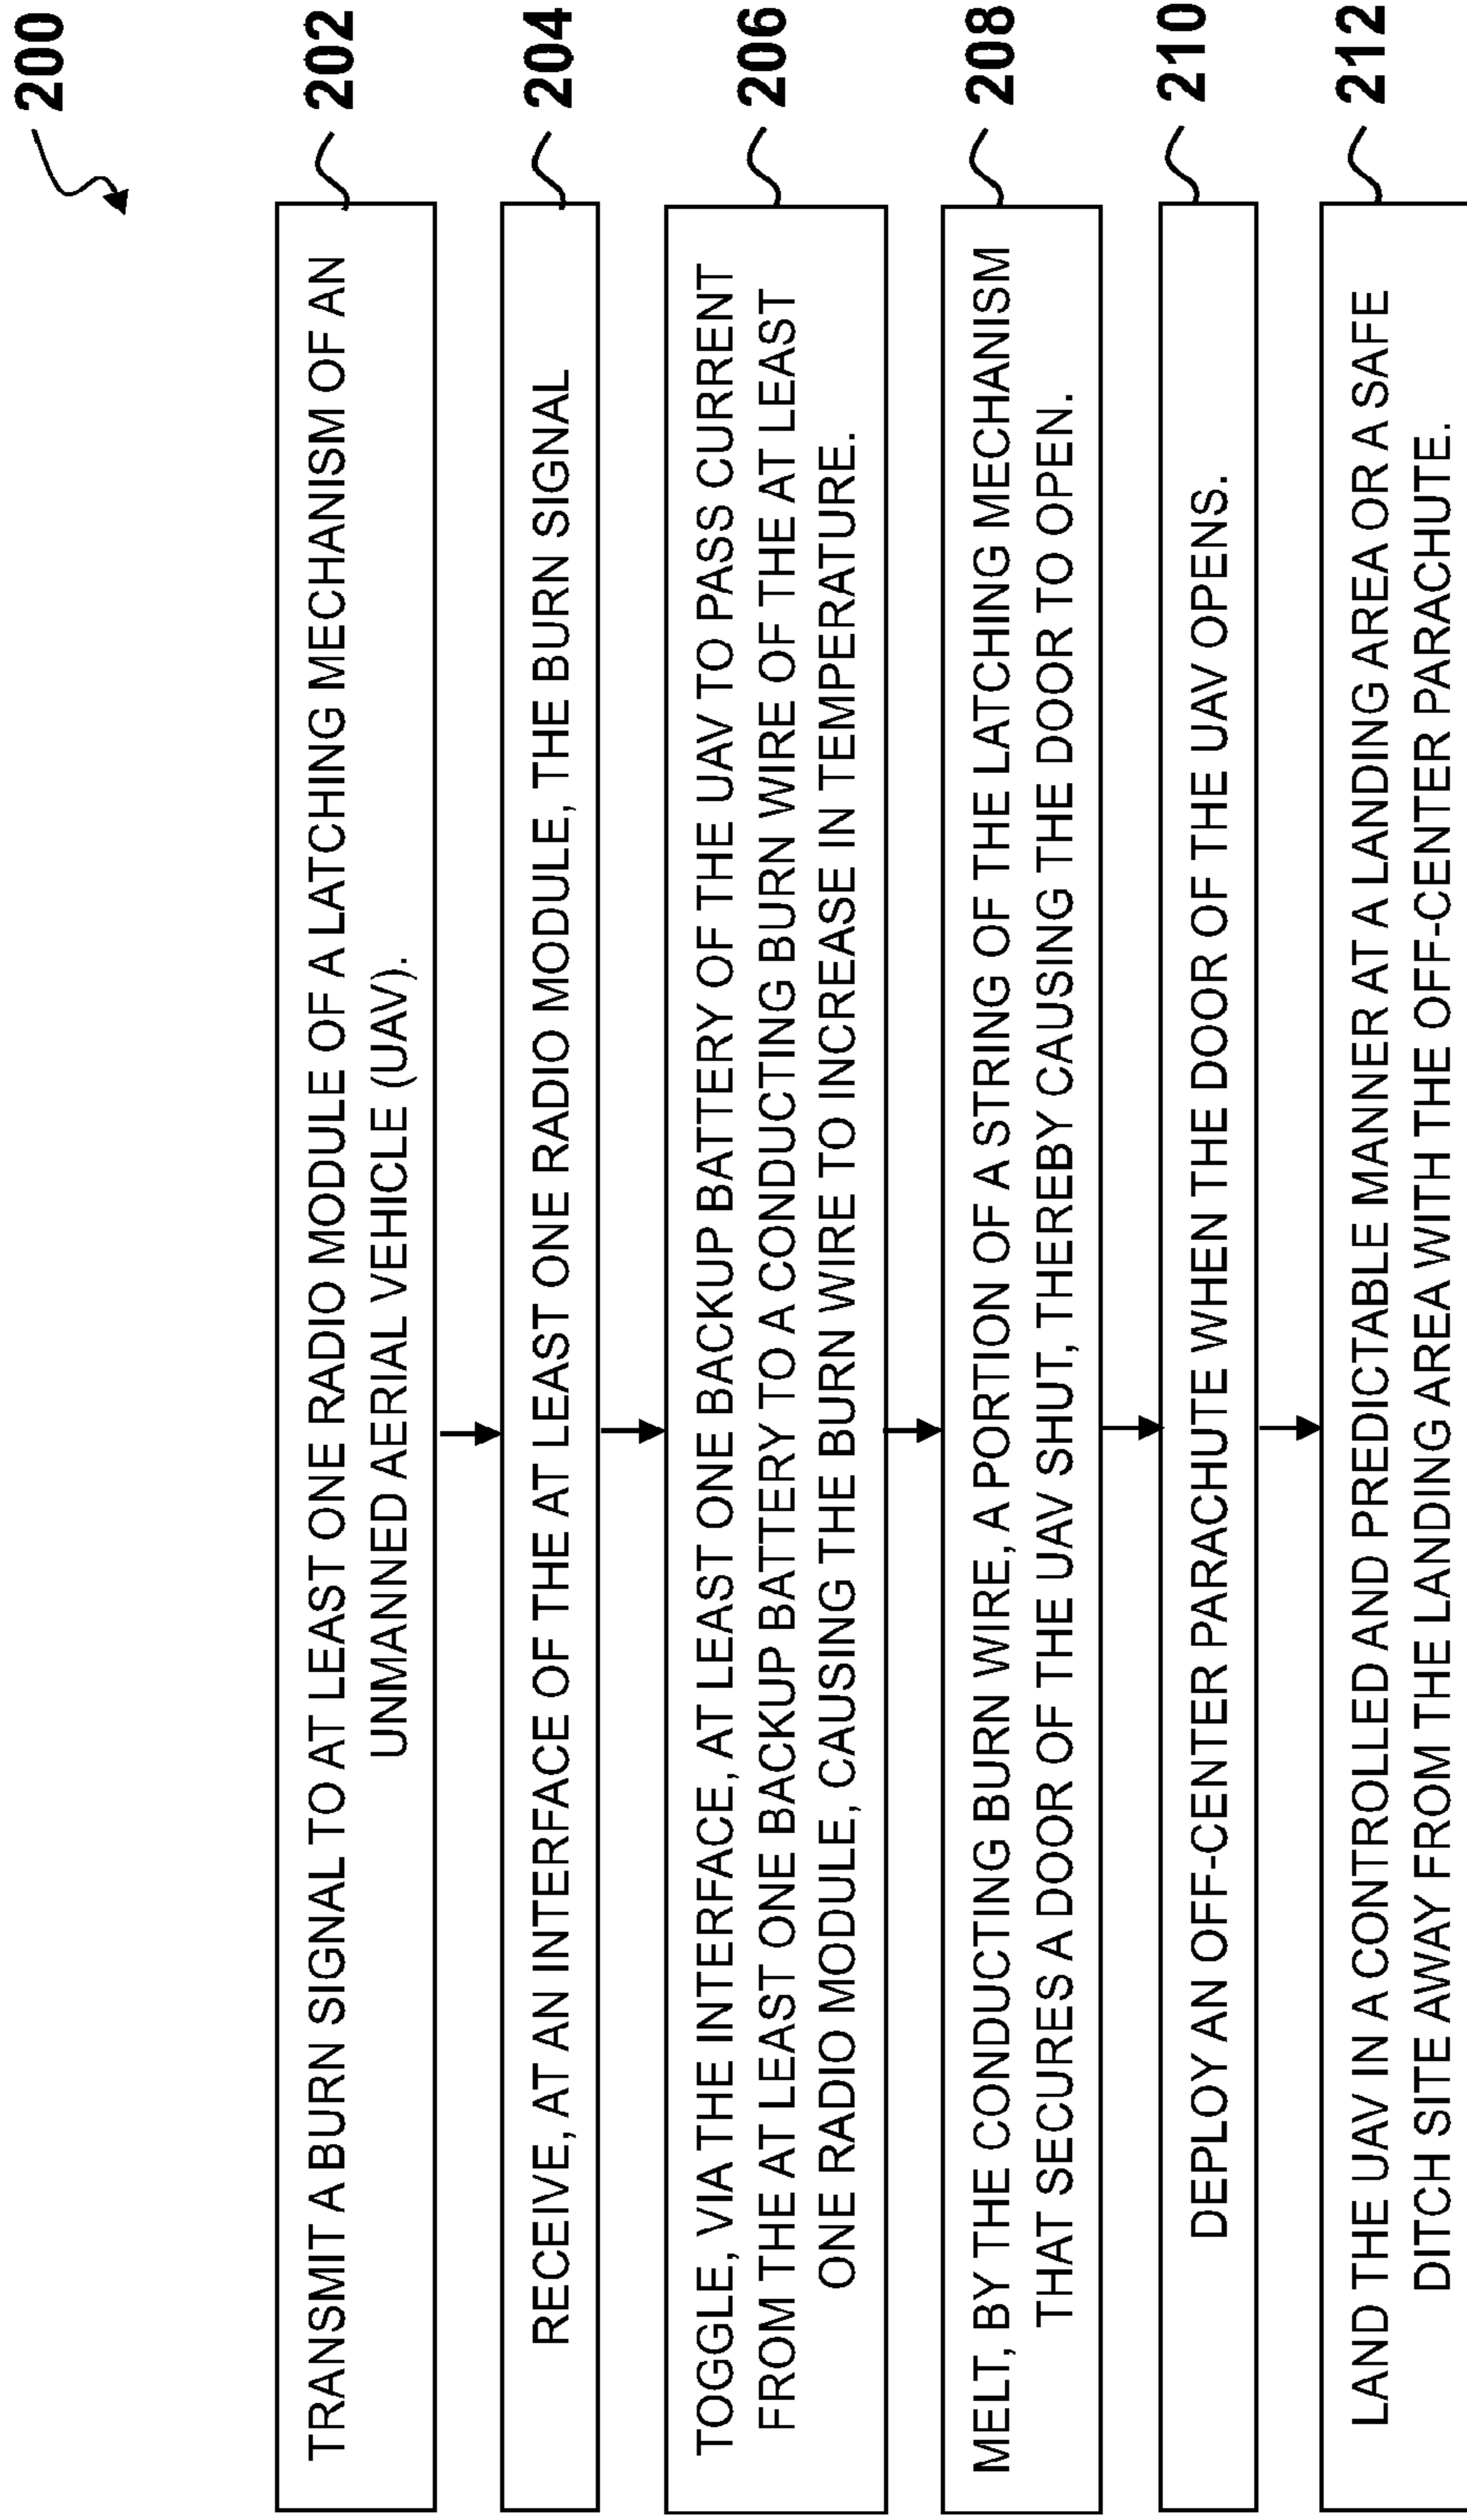 200
TRANSMIT A BURN SIGNAL TO AT LEAST ONE RADIO MODULE OF A LATCHING MECHANISM OF AN
UNMANNED AERIAL VEHICLE (UAV).
202
RECEIVE, AT AN INTERFACE OF THE AT LEAST ONE RADIO MODULE, THE BURN SIGNAL
204
TOGGLE, VIA THE INTERFACE, AT LEAST ONE BACKUP BATTERY OF THE UAV TO PASS CURRENT
FROM THE AT LEAST ONE BACKUP BATTERY TO A CONDUCTING BURN WIRE OF THE AT LEAST
ONE RADIO MODULE, CAUSING THE BURN WIRE TO INCREASE IN TEMPERATURE.
206
MELT, BY THE CONDUCTING BURN WIRE, A PORTION OF A STRING OF THE LATCHING MECHANISM
THAT SECURES A DOOR OF THE UAV SHUT, THEREBY CAUSING THE DOOR TO OPEN.
208
DEPLOY AN OFF-CENTER PARACHUTE WHEN THE DOOR OF THE UAV OPENS.
210
LAND THE UAV IN A CONTROLLED AND PREDICTABLE MANNER AT A LANDING AREA OR A SAFE
DITCH SITE AWAY FROM THE LANDING AREA WITH THE OFF-CENTER PARACHUTE.
212